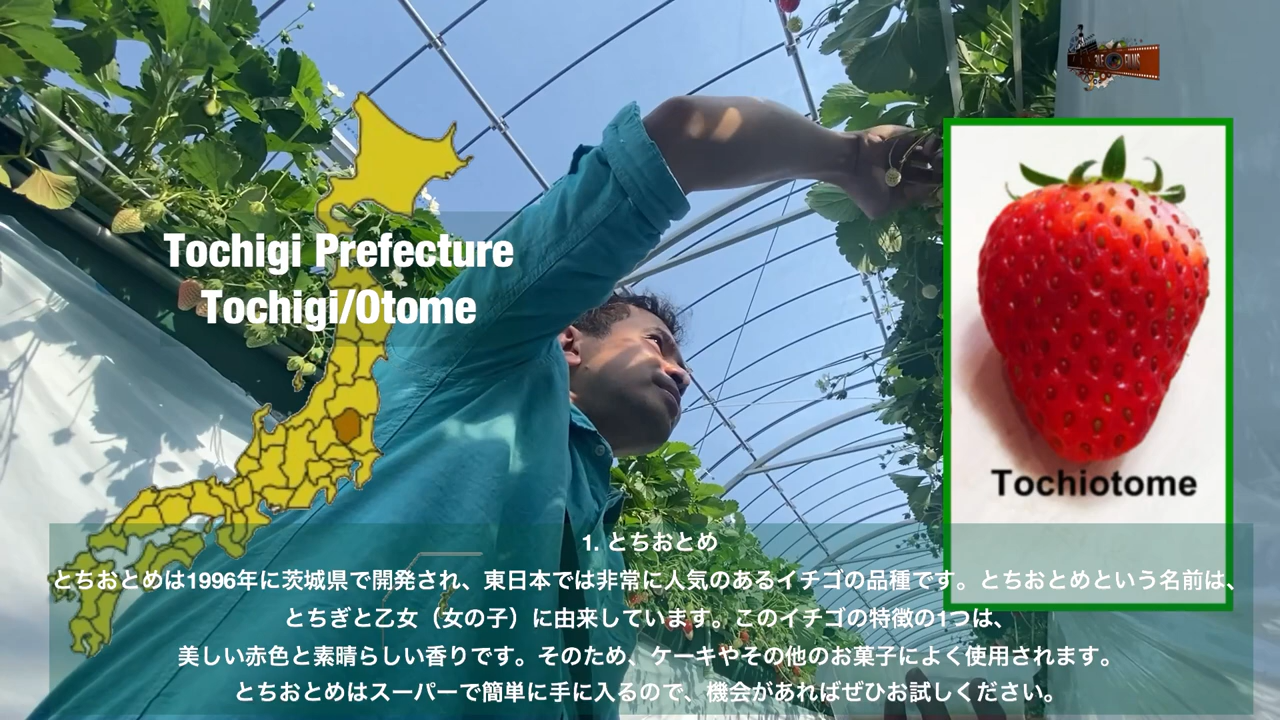 Tochigi Prefecture
Tochigi/Otome
Tochiotome
1. とちおとめ
とちおとめは1996年に茨城県で開発され、東日本では非常に人気のあるイチゴの品種です。とちおとめという名前は、
とちぎと乙女（女の子）に由来しています。このイチゴの特徴の1つは、
美しい赤色と素晴らしい香りです。そのため、ケーキやその他のお菓子によく使用されます。
とちおとめはスーパーで簡単に手に入るので、機会があればぜひお試しください。